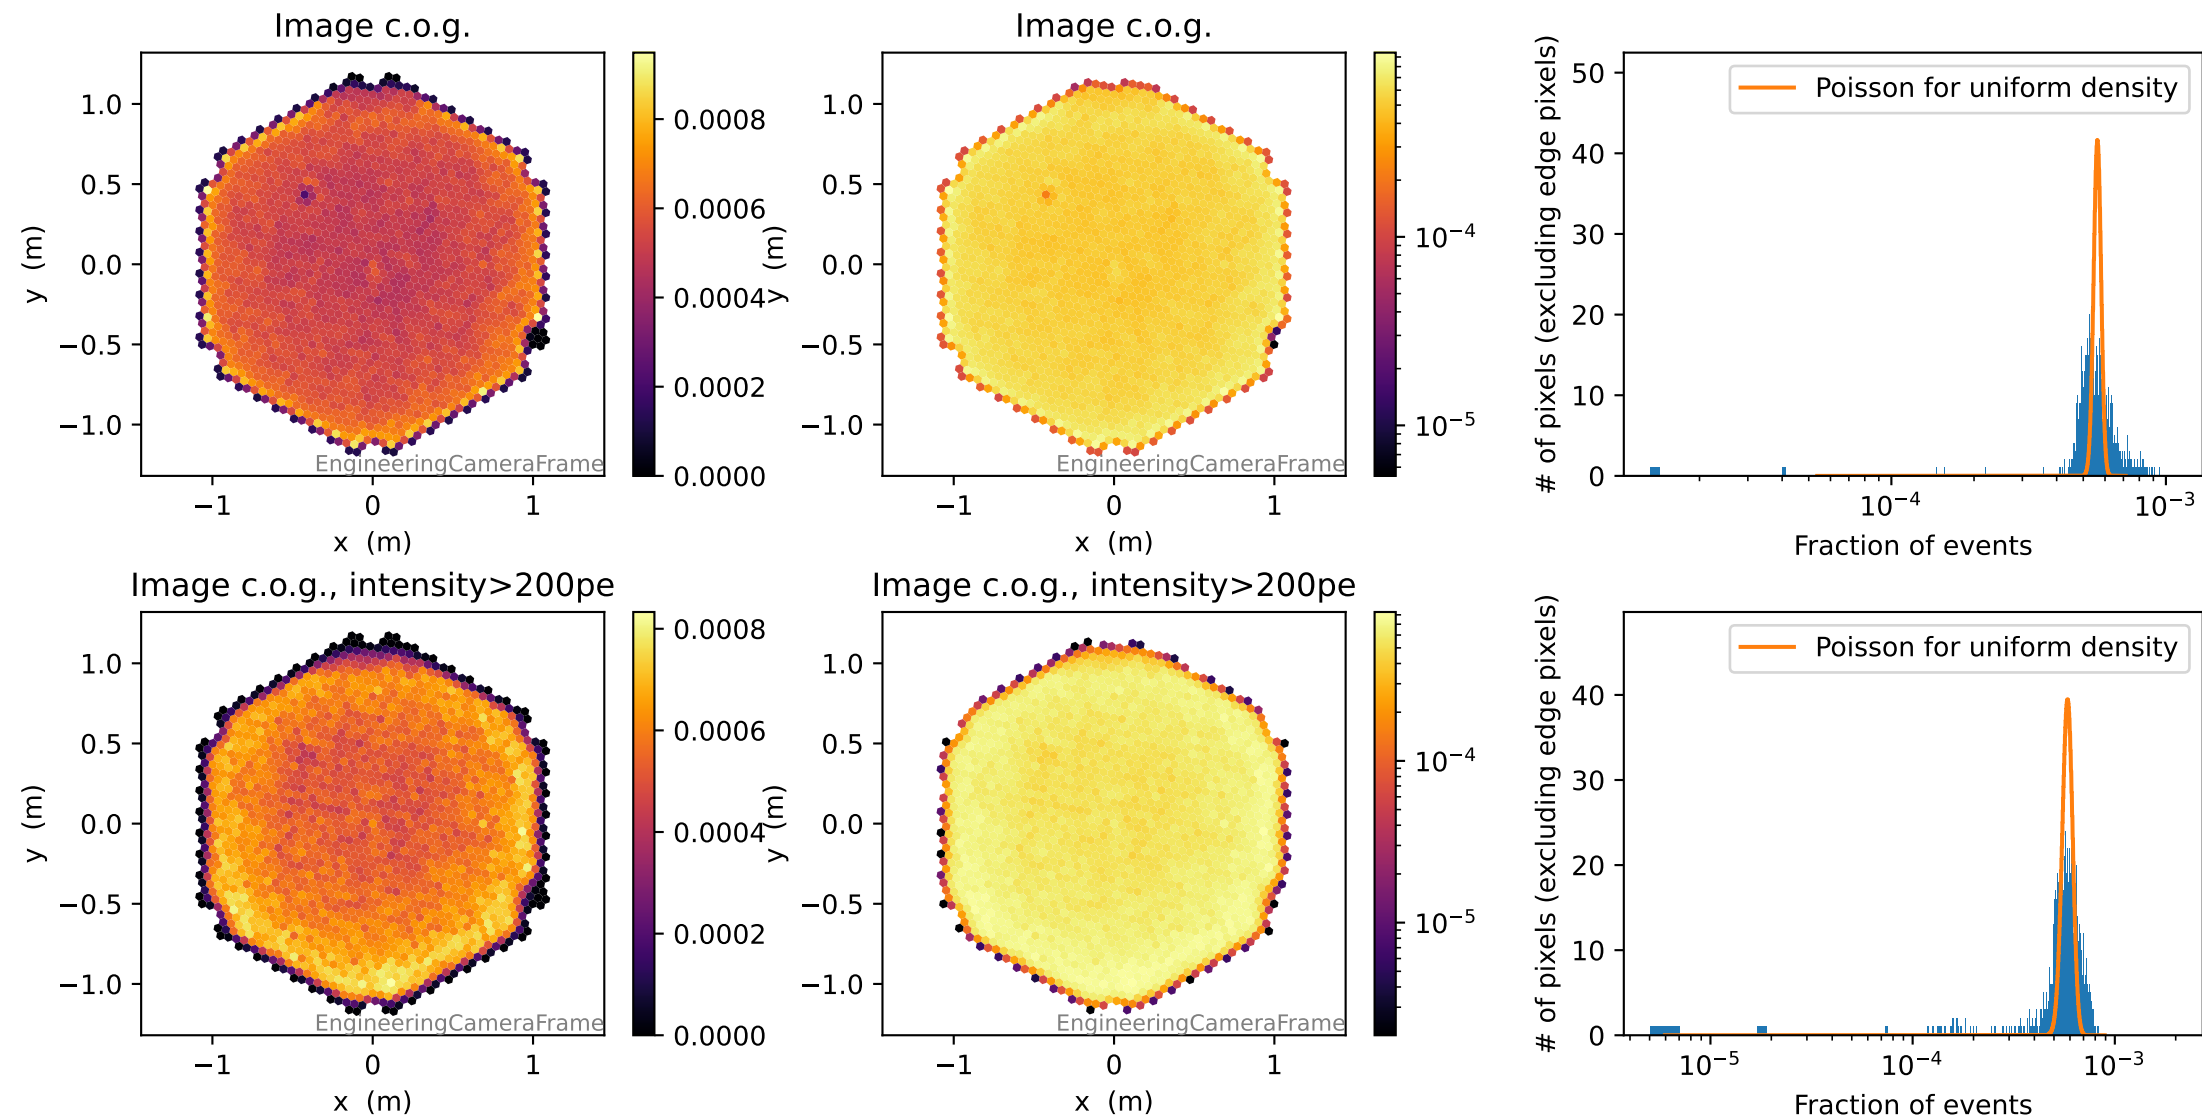 Image c.o.g.
1.0
0.5
0.0
−0.5
−1.0
y (m)
−1 0 1
x (m)
EngineeringCameraFrame
0.0008
0.0006
0.0004
0.0002
0.0000
Image c.o.g.
1.0
0.5
0.0
−0.5
−1.0
y (m)
−1 0 1
x (m)
EngineeringCameraFrame
10⁻⁴
10⁻⁵
Poisson for uniform density
50
40
30
20
10
0
# of pixels (excluding edge pixels)
10⁻⁴ 10⁻³
Fraction of events
Image c.o.g., intensity>200pe
1.0
0.5
0.0
−0.5
−1.0
y (m)
−1 0 1
x (m)
EngineeringCameraFrame
0.0008
0.0006
0.0004
0.0002
0.0000
Image c.o.g., intensity>200pe
1.0
0.5
0.0
−0.5
−1.0
y (m)
−1 0 1
x (m)
EngineeringCameraFrame
10⁻⁴
10⁻⁵
Poisson for uniform density
40
30
20
10
0
# of pixels (excluding edge pixels)
10⁻⁵ 10⁻⁴ 10⁻³
Fraction of events